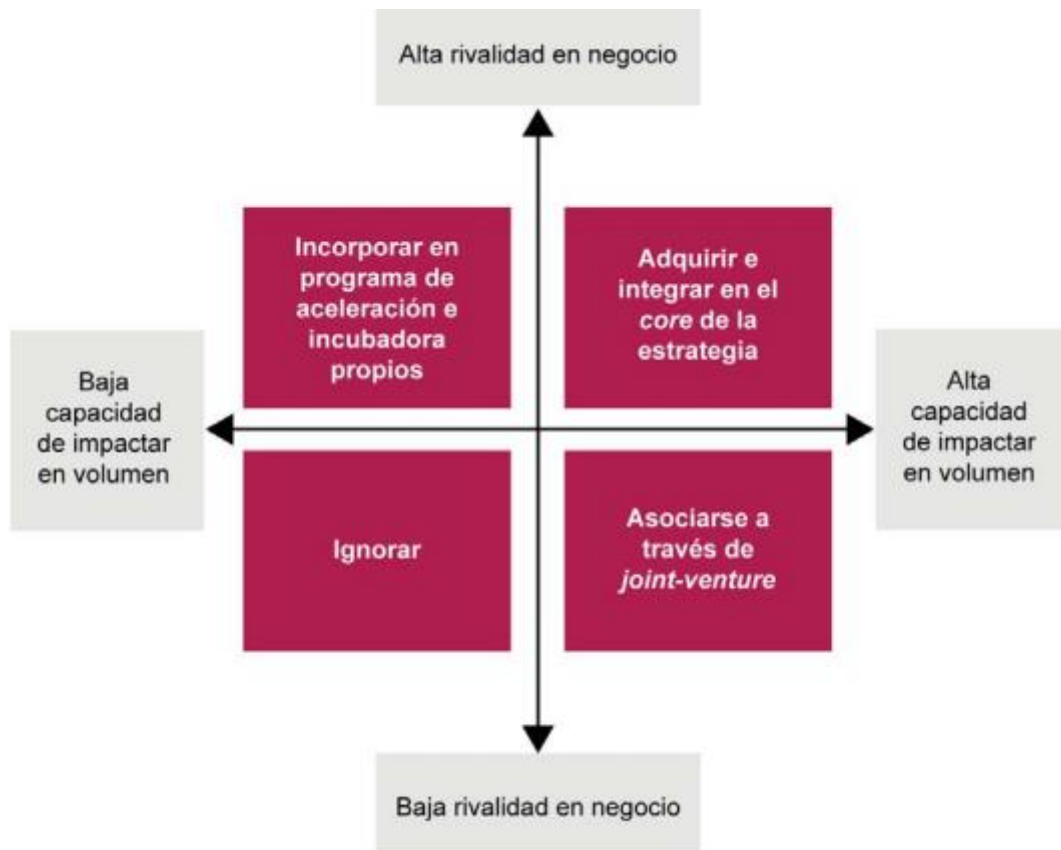 Alta rivalidad en negocio
Incorporar en
programa de
aceleración e
incubadora
propios
Adquirir e
integrar en el
core de la
estrategia
Baja
capacidad
de impactar
en volumen
Alta
capacidad
de impactar
en volumen
Ignorar
Asociarse a
través de
joint-venture
Baja rivalidad en negocio